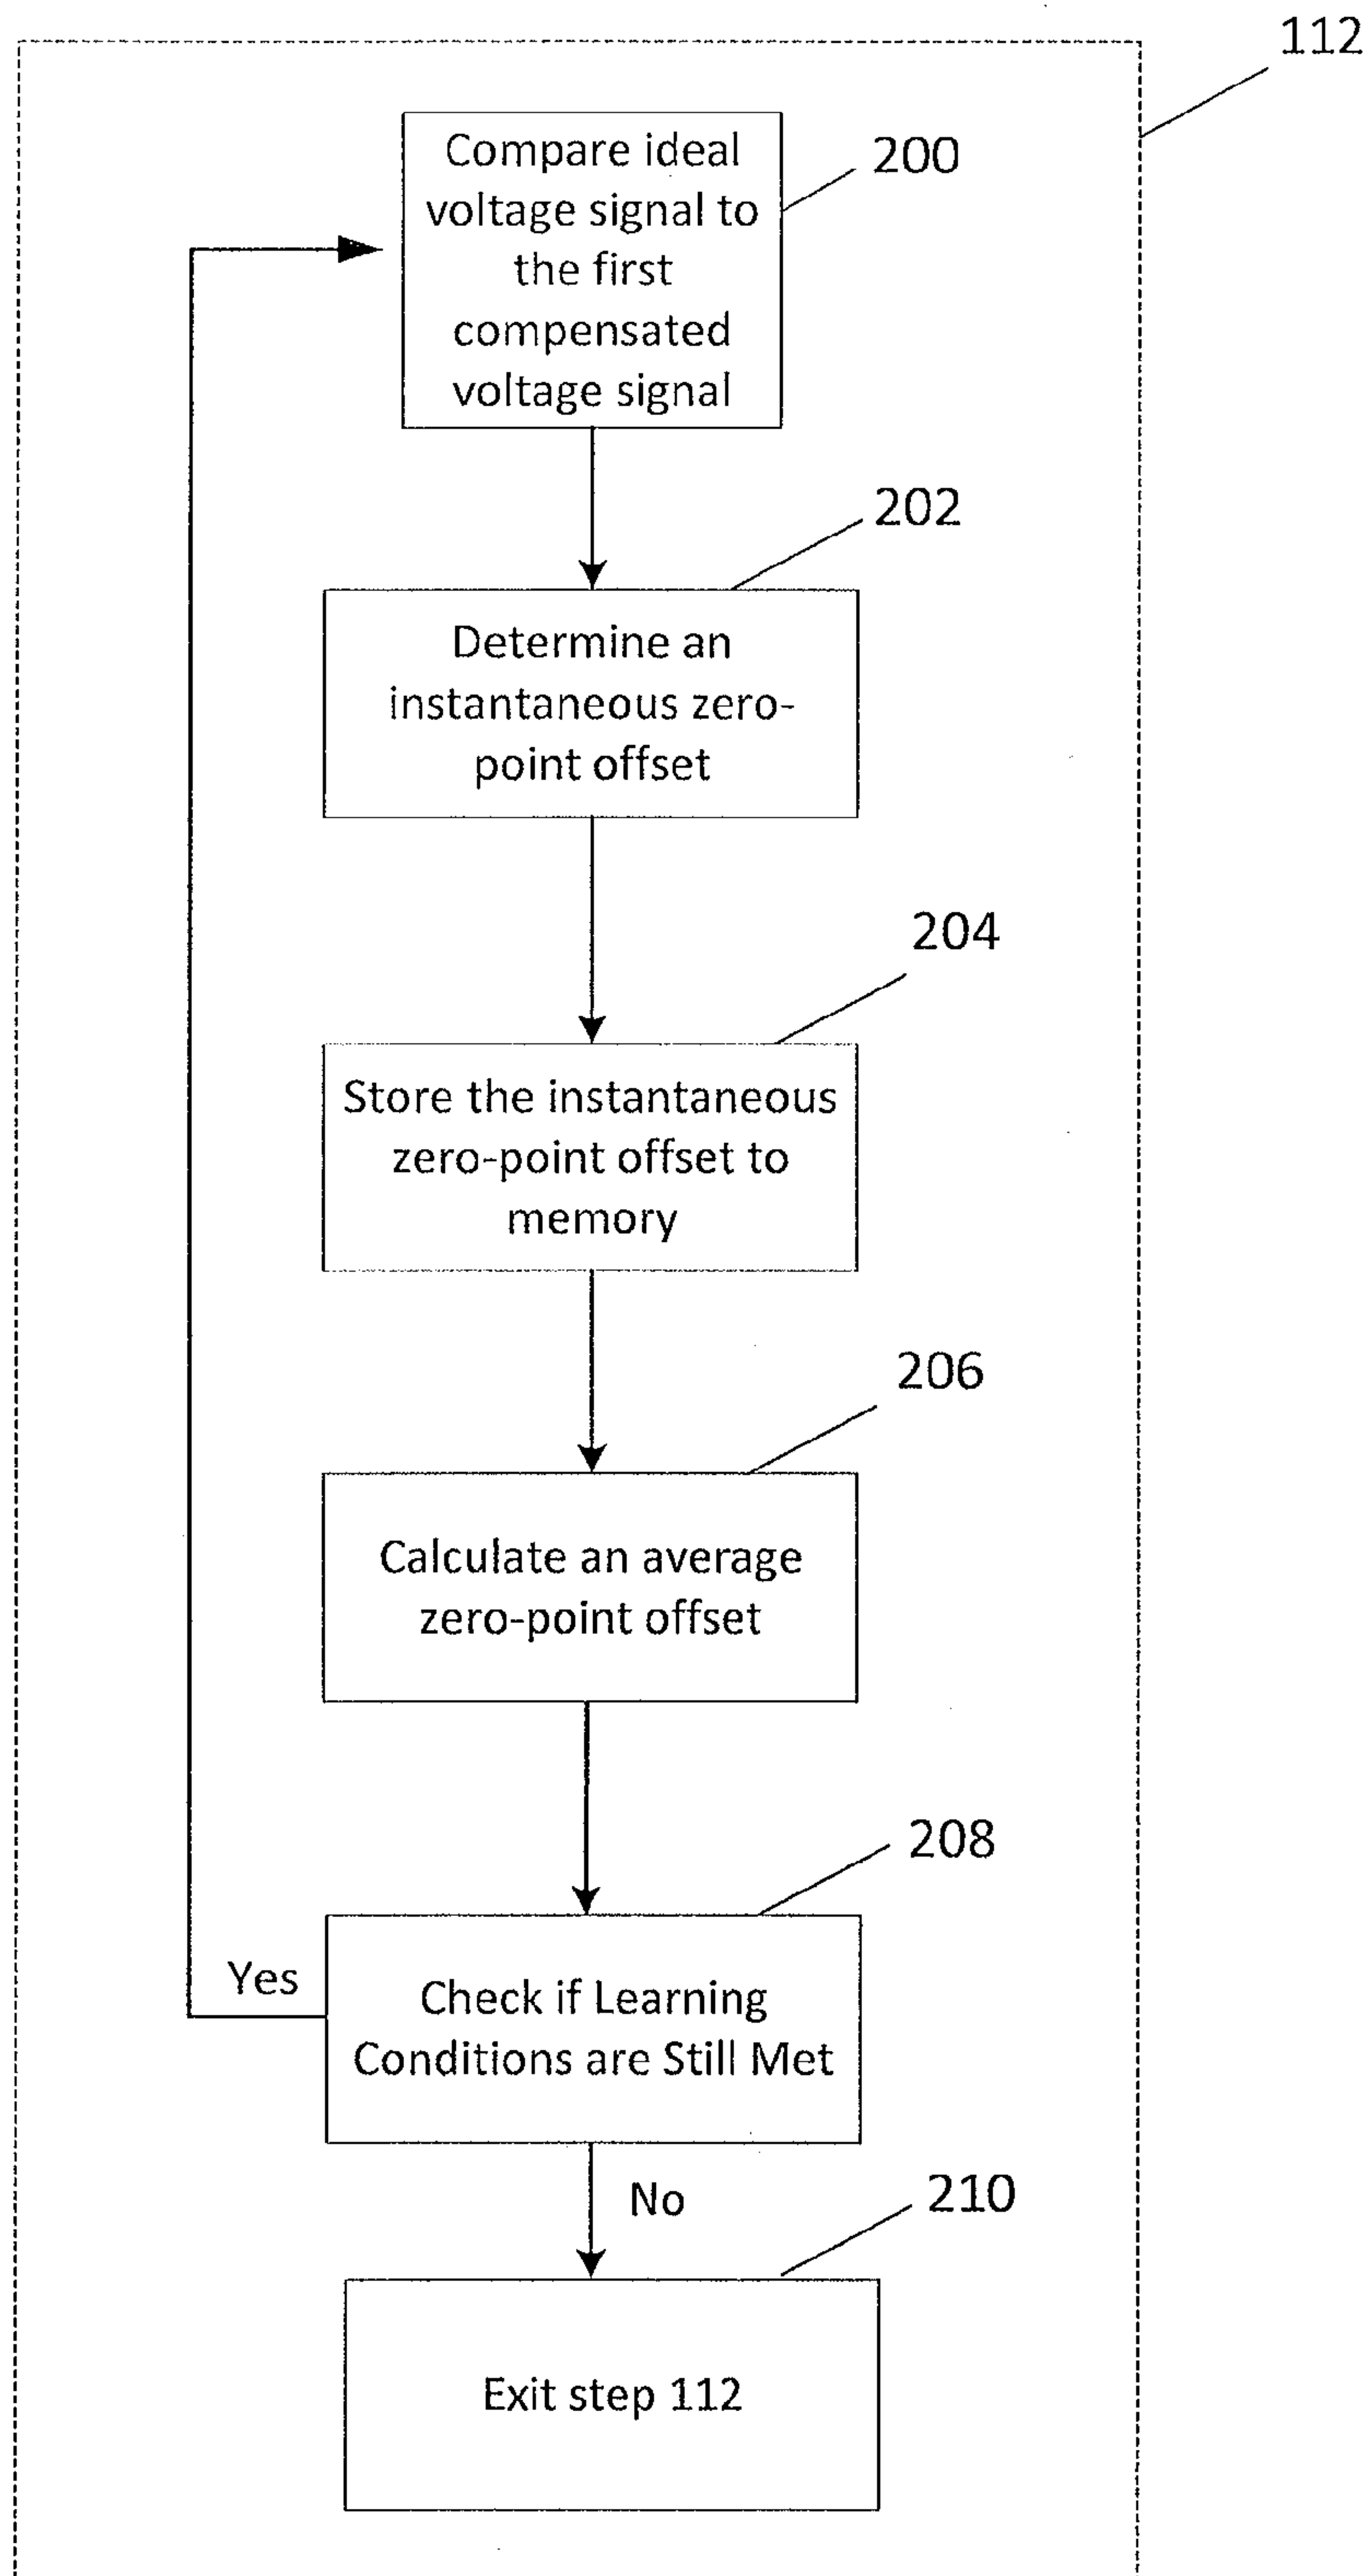 112
Compare ideal
voltage signal to
the first
compensated
voltage signal
200
202
Determine an
instantaneous zero-
point offset
204
Store the instantaneous
zero-point offset to
memory
206
Calculate an average
zero-point offset
208
Yes
Check if Learning
Conditions are Still Met
No
210
Exit step 112